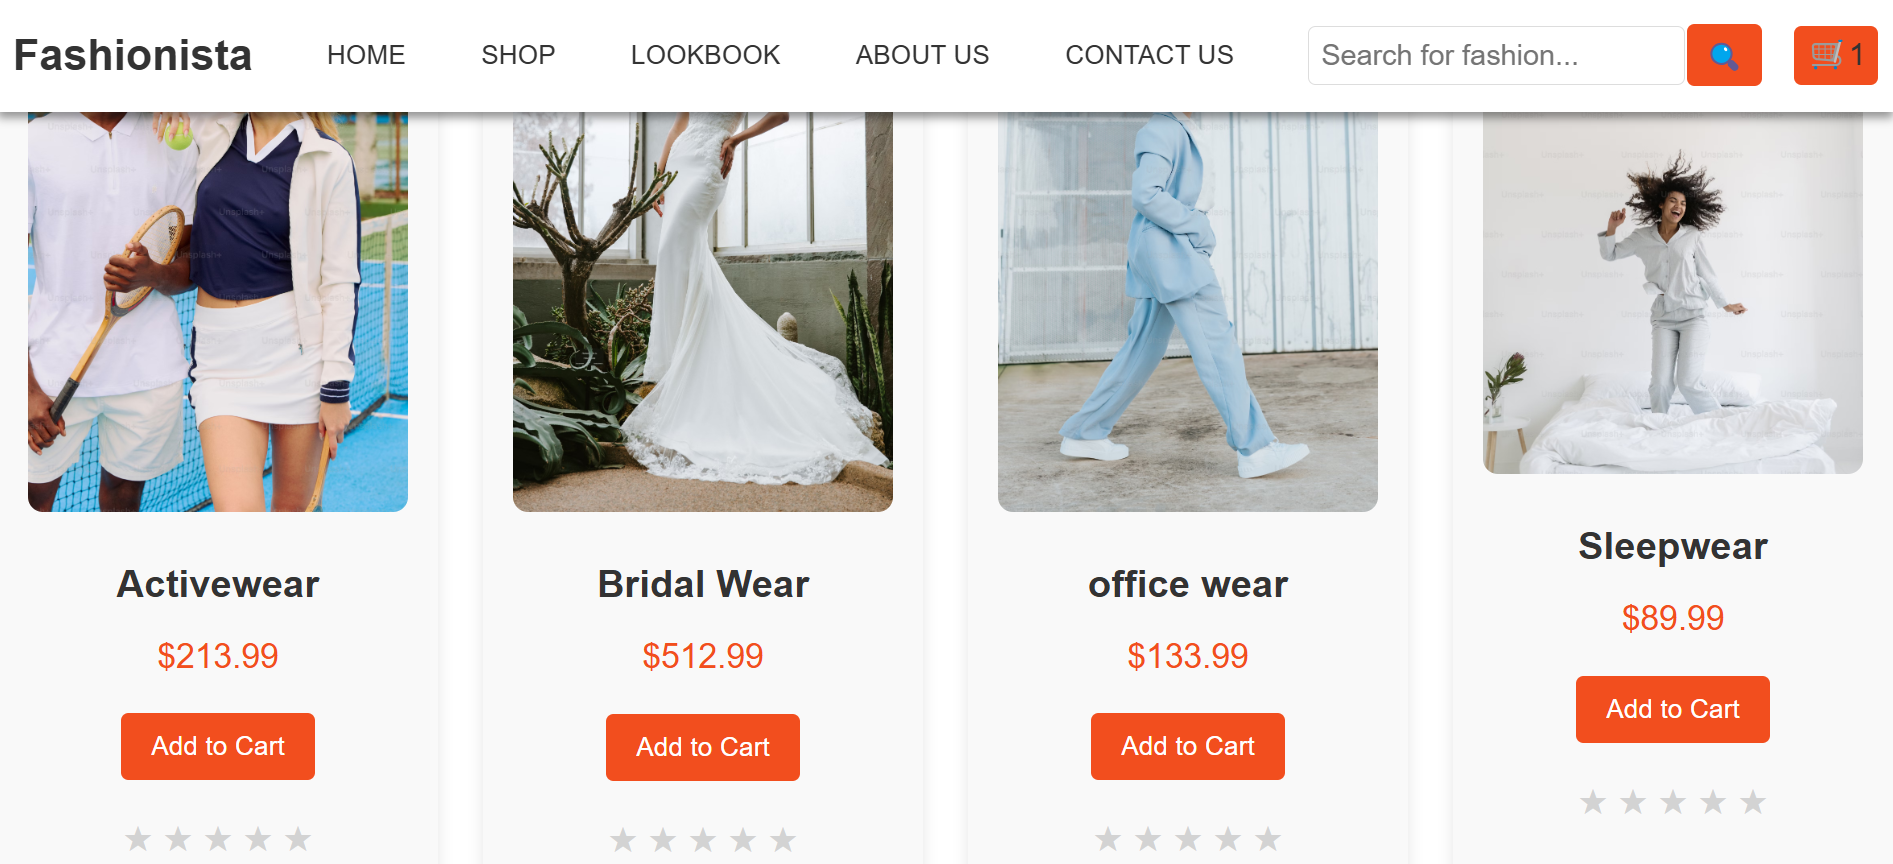 Fashionista HOME SHOP LOOKBOOK ABOUT US CONTACT US Search for fashion... 1
Activewear
$213.99
Add to Cart
Bridal Wear
$512.99
Add to Cart
office wear
$133.99
Add to Cart
Sleepwear
$89.99
Add to Cart